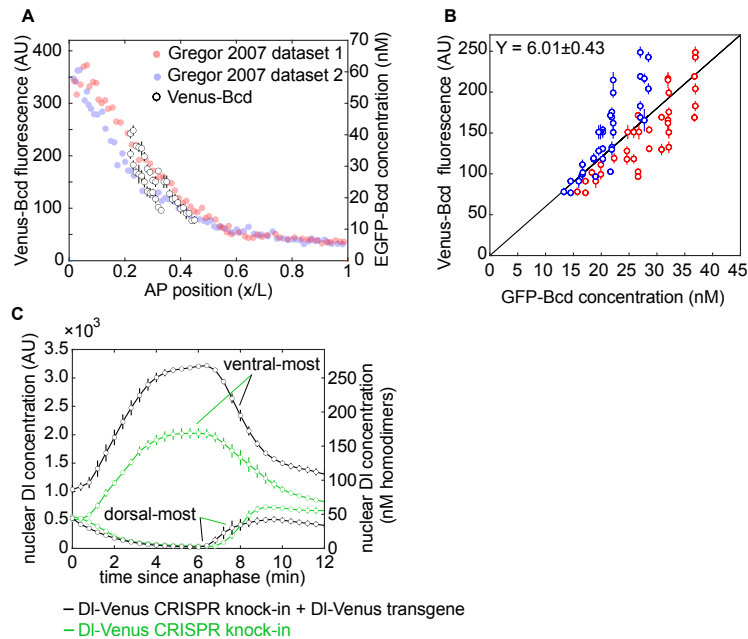 A
Venus-Bcd fluorescence (AU)
400
350
300
250
200
150
100
50
0
Gregor 2007 dataset 1
Gregor 2007 dataset 2
Venus-Bcd
70
60
50
40
30
20
10
0
EGFP-Bcd concentration (nM)
0
0.2
0.4
0.6
0.8
1
AP position (x/L)
B
Venus-Bcd fluorescence (AU)
250
200
150
100
50
0
Y = 6.01±0.43
0 5 10 15 20 25 30 35 40 45
GFP-Bcd concentration (nM)
C
×10³
nuclear Dl concentration (AU)
3.5
3.0
2.5
2.0
1.5
1.0
0.5
0
ventral-most
dorsal-most
250
200
150
100
50
0
nuclear Dl concentration
(nM homodimers)
0 2 4 6 8 10 12
time since anaphase (min)
Dl-Venus CRISPR knock-in + Dl-Venus transgene
Dl-Venus CRISPR knock-in